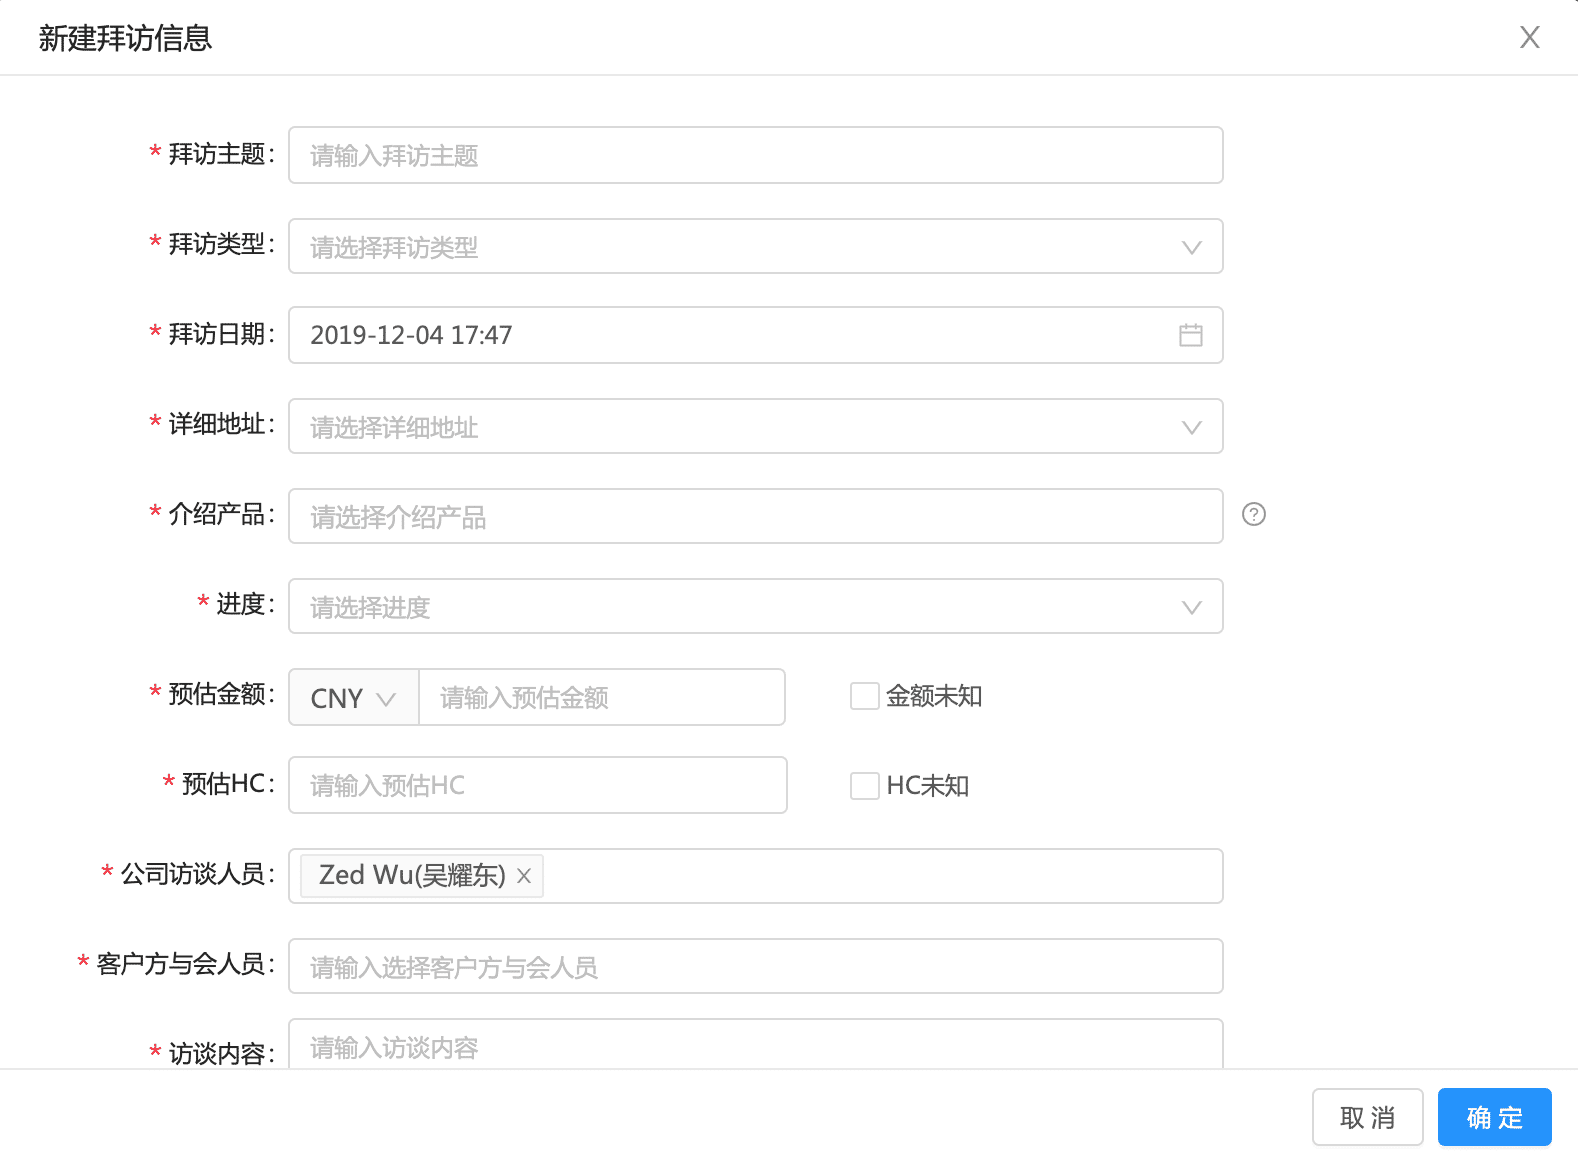 新建拜访信息
* 拜访主题: 请输入拜访主题
* 拜访类型: 请选择拜访类型
* 拜访日期: 2019-12-04 17:47
* 详细地址: 请选择详细地址
* 介绍产品: 请选择介绍产品
* 进度: 请选择进度
* 预估金额: CNY 请输入预估金额 金额未知
* 预估HC: 请输入预估HC HC未知
* 公司访谈人员: Zed Wu(吴耀东)
* 客户方与会人员: 请输入选择客户方与会人员
* 访谈内容: 请输入访谈内容
取 消 确 定